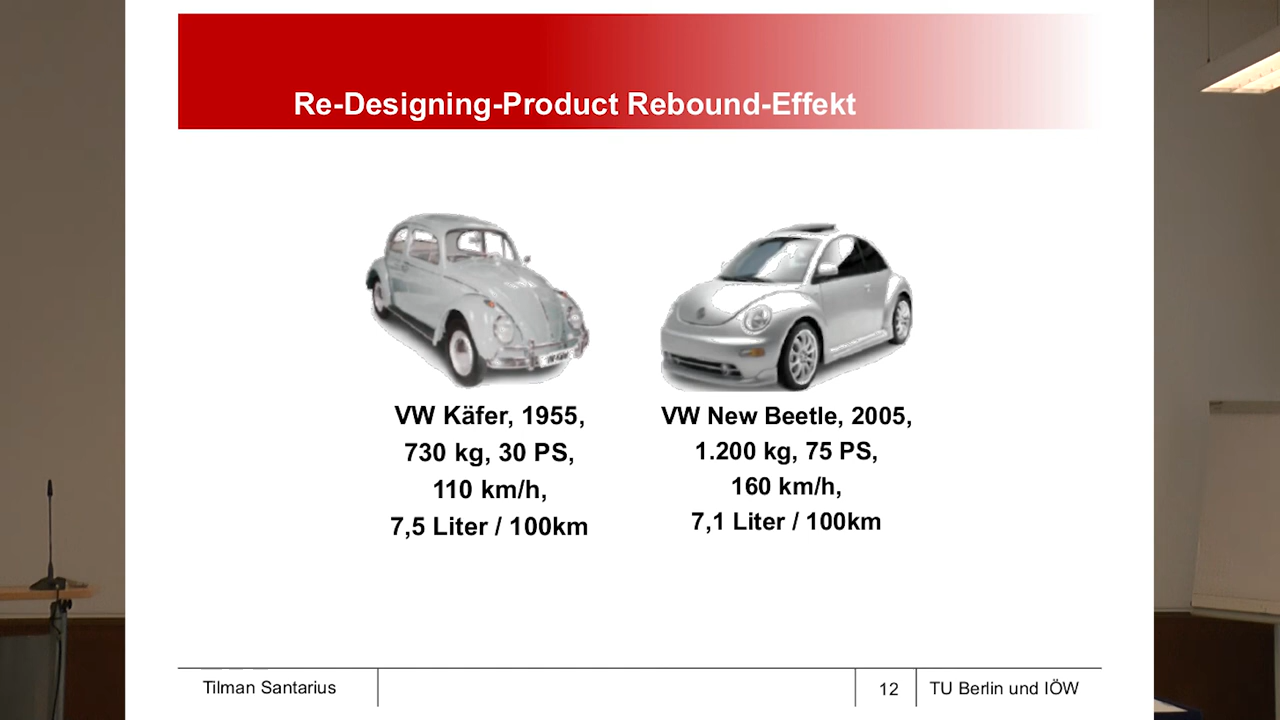 Re-Designing-Product Rebound-Effekt
VW Käfer, 1955,
730 kg, 30 PS,
110 km/h,
7,5 Liter / 100km
VW New Beetle, 2005,
1.200 kg, 75 PS,
160 km/h,
7,1 Liter / 100km
Tilman Santarius
12
TU Berlin und IÖW